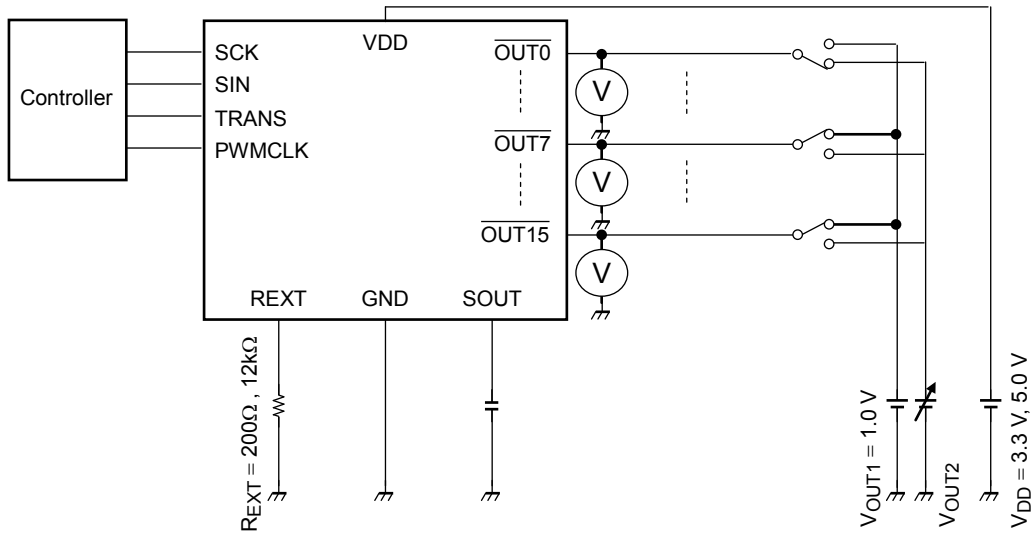 Controller
SCK
SIN
TRANS
PWMCLK
VDD
OUT0
OUT7
OUT15
V
V
V
REXT
GND
SOUT
REXT = 200Ω , 12kΩ
VOUT1 = 1.0 V
VOUT2
VDD = 3.3 V, 5.0 V